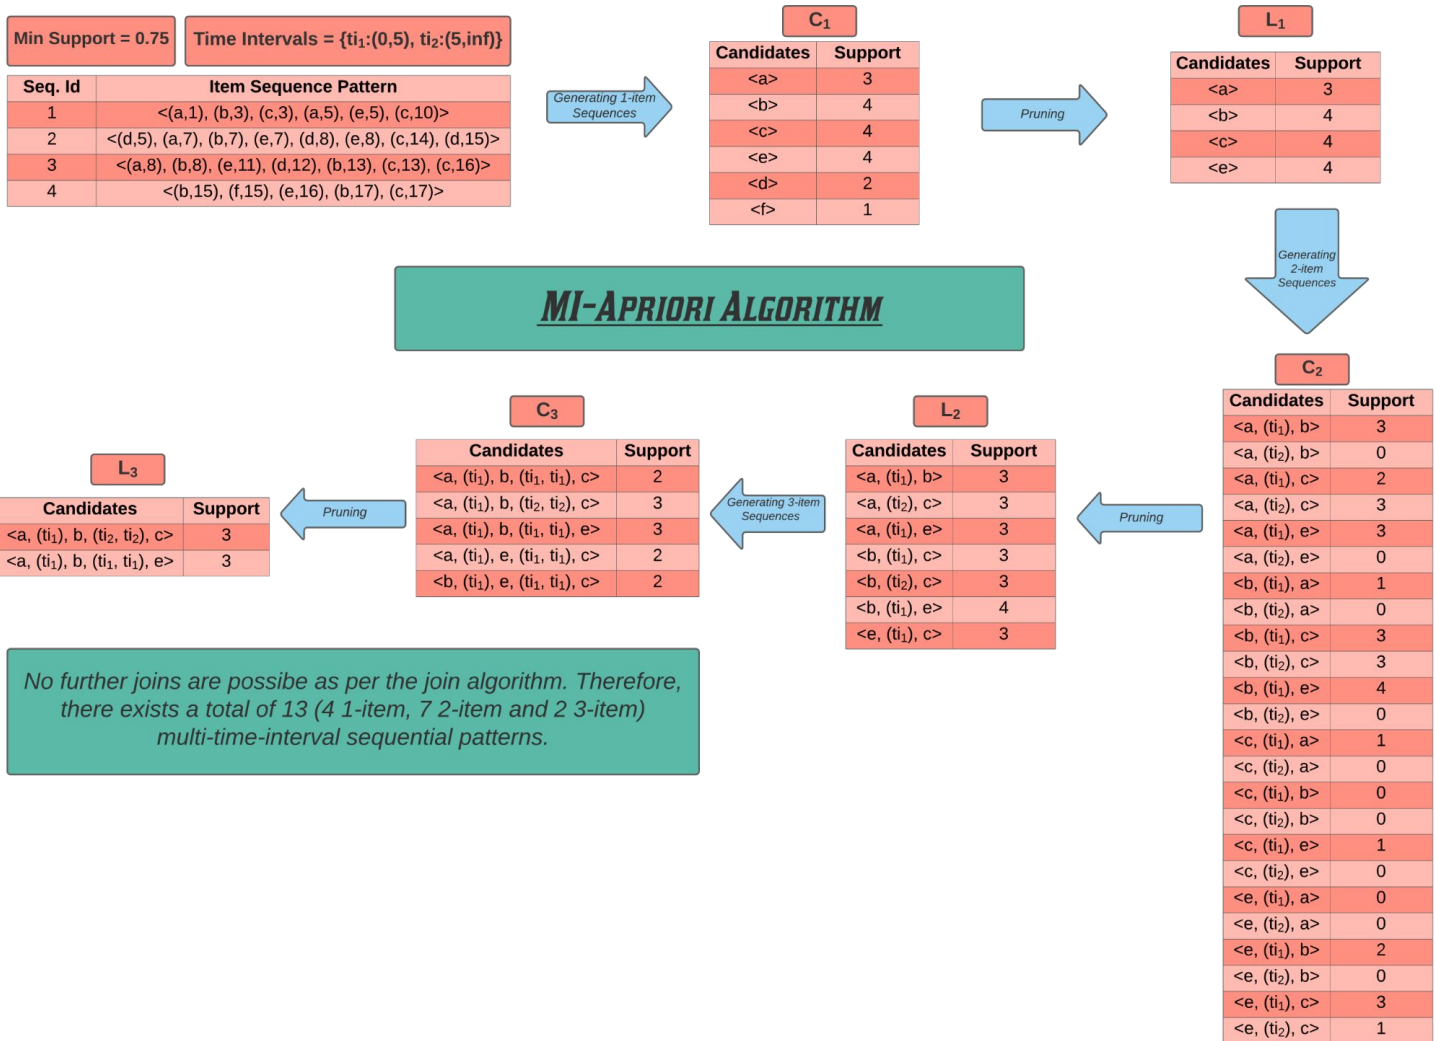 Min Support = 0.75
Time Intervals = {ti₁:(0,5), ti₂:(5,inf)}
Seq. Id Item Sequence Pattern
1 <(a,1), (b,3), (c,3), (a,5), (e,5), (c,10)>
2 <(d,5), (a,7), (b,7), (e,7), (d,8), (e,8), (c,14), (d,15)>
3 <(a,8), (b,8), (e,11), (d,12), (b,13), (c,13), (c,16)>
4 <(b,15), (f,15), (e,16), (b,17), (c,17)>
Generating 1-item
Sequences
C₁
Candidates Support
<a> 3
<b> 4
<c> 4
<e> 4
<d> 2
<f> 1
Pruning
L₁
Candidates Support
<a> 3
<b> 4
<c> 4
<e> 4
Generating
2-item
Sequences
MI-APRIORI ALGORITHM
C₂
Candidates Support
<a, (ti₁), b> 3
<a, (ti₂), b> 0
<a, (ti₁), c> 2
<a, (ti₂), c> 3
<a, (ti₁), e> 3
<a, (ti₂), e> 0
<b, (ti₁), a> 1
<b, (ti₂), a> 0
<b, (ti₁), c> 3
<b, (ti₂), c> 3
<b, (ti₁), e> 4
<b, (ti₂), e> 0
<c, (ti₁), a> 1
<c, (ti₂), a> 0
<c, (ti₁), b> 0
<c, (ti₂), b> 0
<c, (ti₁), e> 1
<c, (ti₂), e> 0
<e, (ti₁), a> 0
<e, (ti₂), a> 0
<e, (ti₁), b> 2
<e, (ti₂), b> 0
<e, (ti₁), c> 3
<e, (ti₂), c> 1
Pruning
L₂
Candidates Support
<a, (ti₁), b> 3
<a, (ti₂), c> 3
<a, (ti₁), e> 3
<b, (ti₁), c> 3
<b, (ti₂), c> 3
<b, (ti₁), e> 4
<e, (ti₁), c> 3
Generating 3-item
Sequences
C₃
Candidates Support
<a, (ti₁), b, (ti₁, ti₁), c> 2
<a, (ti₁), b, (ti₂, ti₂), c> 3
<a, (ti₁), b, (ti₁, ti₁), e> 3
<a, (ti₁), e, (ti₁, ti₁), c> 2
<b, (ti₁), e, (ti₁, ti₁), c> 2
Pruning
L₃
Candidates Support
<a, (ti₁), b, (ti₂, ti₂), c> 3
<a, (ti₁), b, (ti₁, ti₁), e> 3
No further joins are possibe as per the join algorithm. Therefore,
there exists a total of 13 (4 1-item, 7 2-item and 2 3-item)
multi-time-interval sequential patterns.